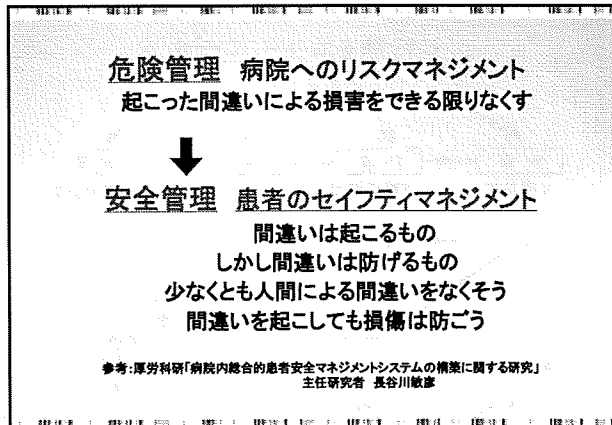 危険管理 病院へのリスクマネジメント
起こった間違いによる損害をできる限りなくす
安全管理 患者のセイフティマネジメント
間違いは起こるもの
しかし間違いは防げるもの
少なくとも人間による間違いをなくそう
間違いを起こしても損傷は防ごう
参考:厚労科研「病院内総合的患者安全マネジメントシステムの構築に関する研究」
主任研究者 長谷川敏彦